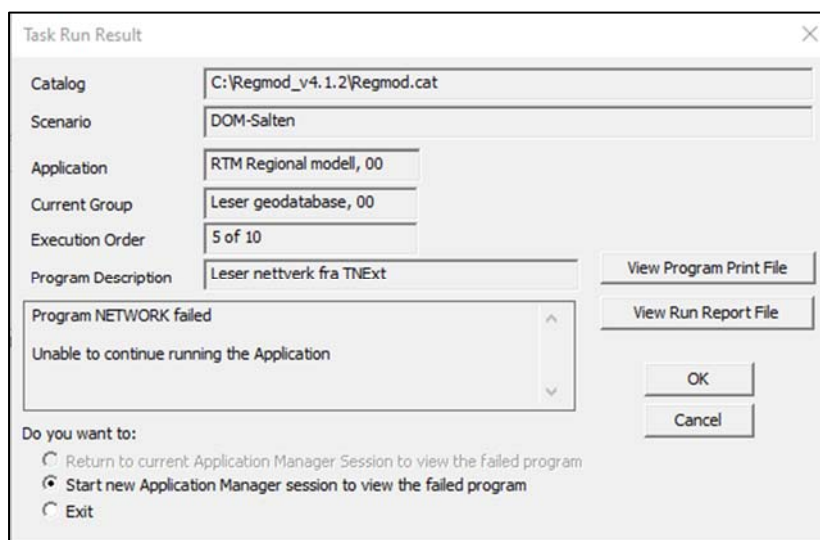 Task Run Result
Catalog C:\Regmod_v4.1.2\Regmod.cat
Scenario DOM-Salten
Application RTM Regional modell, 00
Current Group Leser geodatabase, 00
Execution Order 5 of 10
Program Description Leser nettverk fra TNExt
View Program Print File
Program NETWORK failed
View Run Report File
Unable to continue running the Application
OK
Cancel
Do you want to:
Return to current Application Manager Session to view the failed program
Start new Application Manager session to view the failed program
Exit